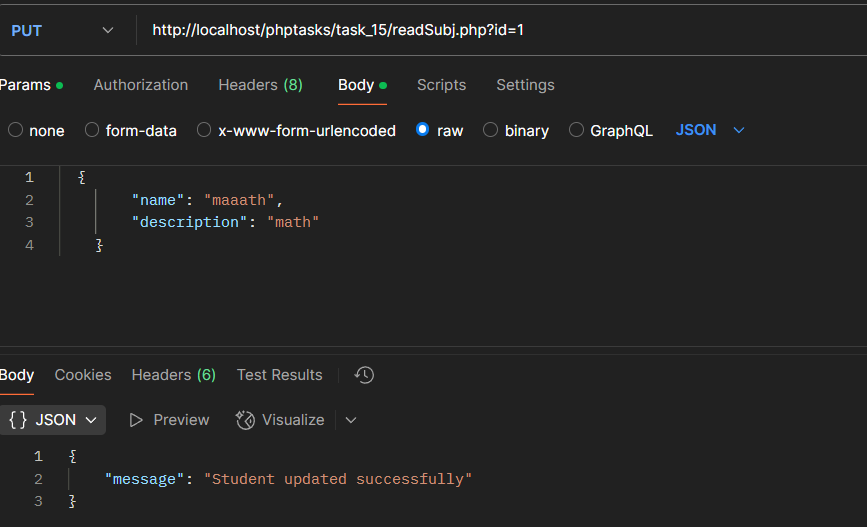 PUT http://localhost/phptasks/task_15/readSubj.php?id=1
Params Authorization Headers (8) Body Scripts Settings
none form-data x-www-form-urlencoded raw binary GraphQL JSON
1 {
2 "name": "maaath",
3 "description": "math"
4 }
Body Cookies Headers (6) Test Results
{} JSON Preview Visualize
1 {
2 "message": "Student updated successfully"
3 }